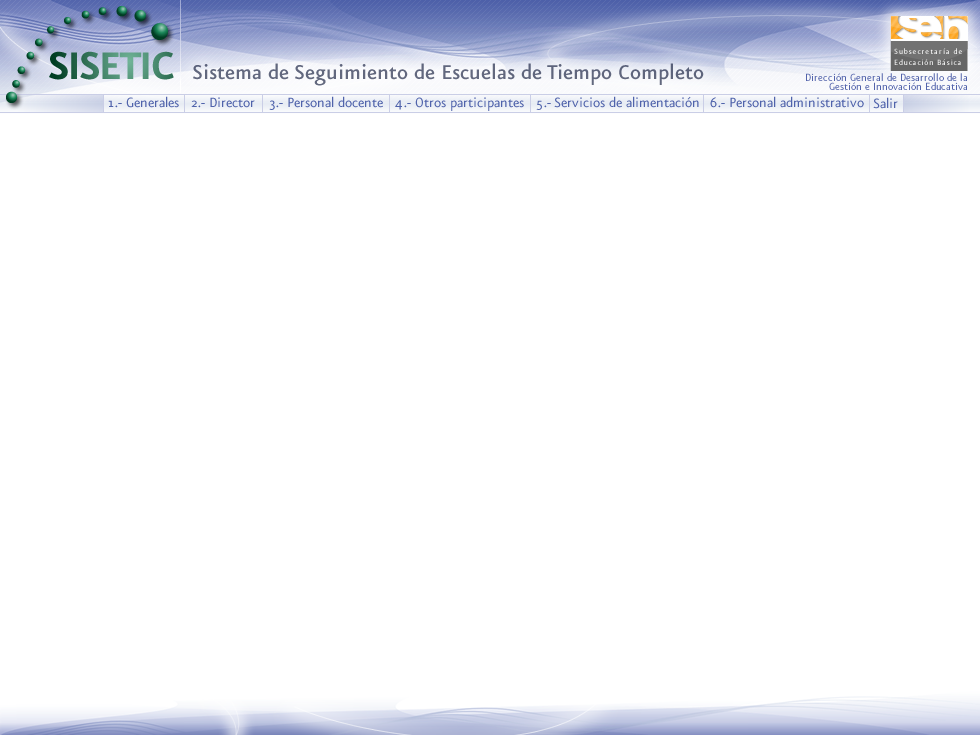 SISETIC
Sistema de Seguimiento de Escuelas de Tiempo Completo
Subsecretaría de
Educación Básica
Dirección General de Desarrollo de la
Gestión e Innovación Educativa
1.- Generales 2.- Director 3.- Personal docente 4.- Otros participantes 5.- Servicios de alimentación 6.- Personal administrativo Salir